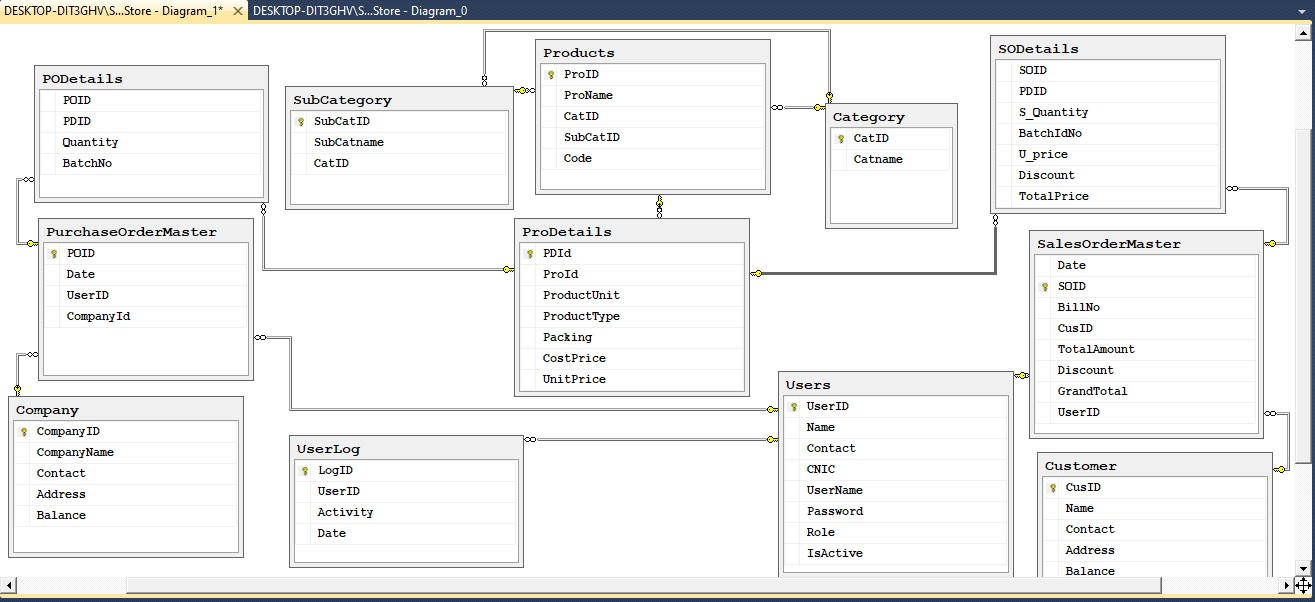 DESKTOP-DIT3GHV\S...Store - Diagram_1* DESKTOP-DIT3GHV\S...Store - Diagram_0
PODetails
POID
PDID
Quantity
BatchNo
SubCategory
SubCatID
SubCatname
CatID
Products
ProID
ProName
CatID
SubCatID
Code
Category
CatID
Catname
SODetails
SOID
PDID
S_Quantity
BatchIdNo
U_price
Discount
TotalPrice
PurchaseOrderMaster
POID
Date
UserID
CompanyId
ProDetails
PDId
ProId
ProductUnit
ProductType
Packing
CostPrice
UnitPrice
SalesOrderMaster
Date
SOID
BillNo
CusID
TotalAmount
Discount
GrandTotal
UserID
Company
CompanyID
CompanyName
Contact
Address
Balance
UserLog
LogID
UserID
Activity
Date
Users
UserID
Name
Contact
CNIC
UserName
Password
Role
IsActive
Customer
CusID
Name
Contact
Address
Balance